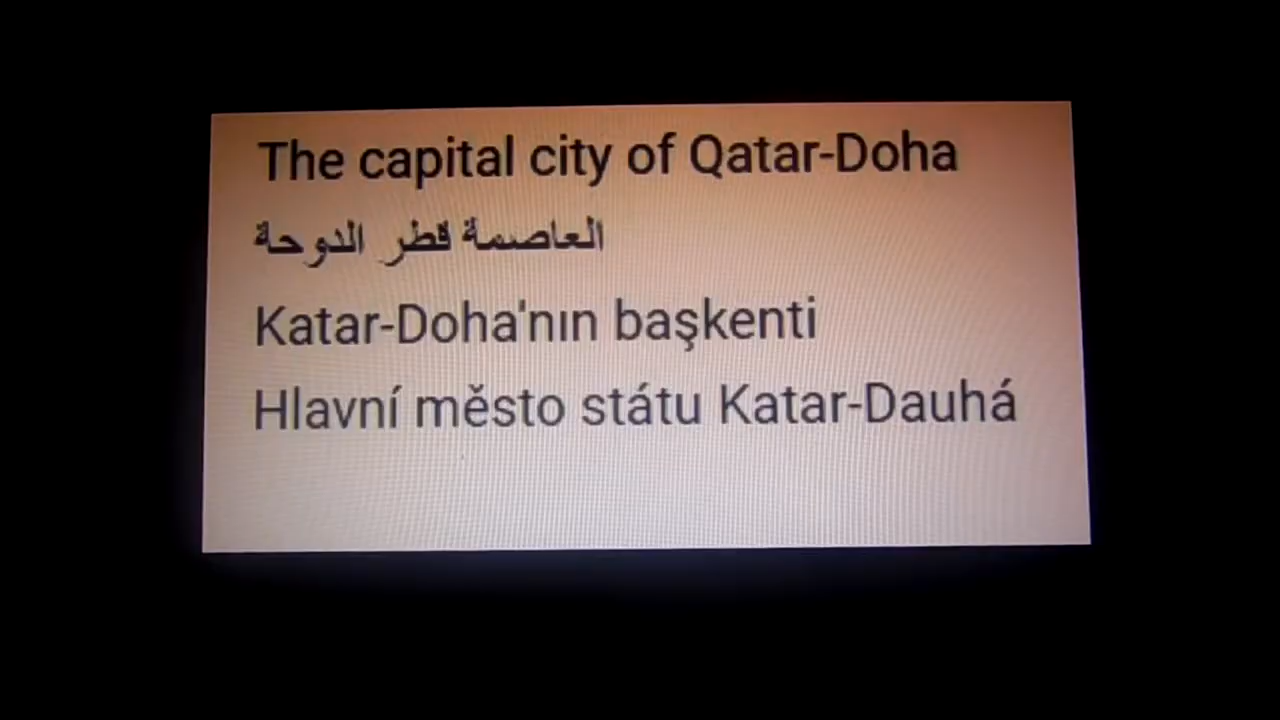 The capital city of Qatar-Doha
العاصمة قطر الدوحة
Katar-Doha'nın başkenti
Hlavní město státu Katar-Dauhá